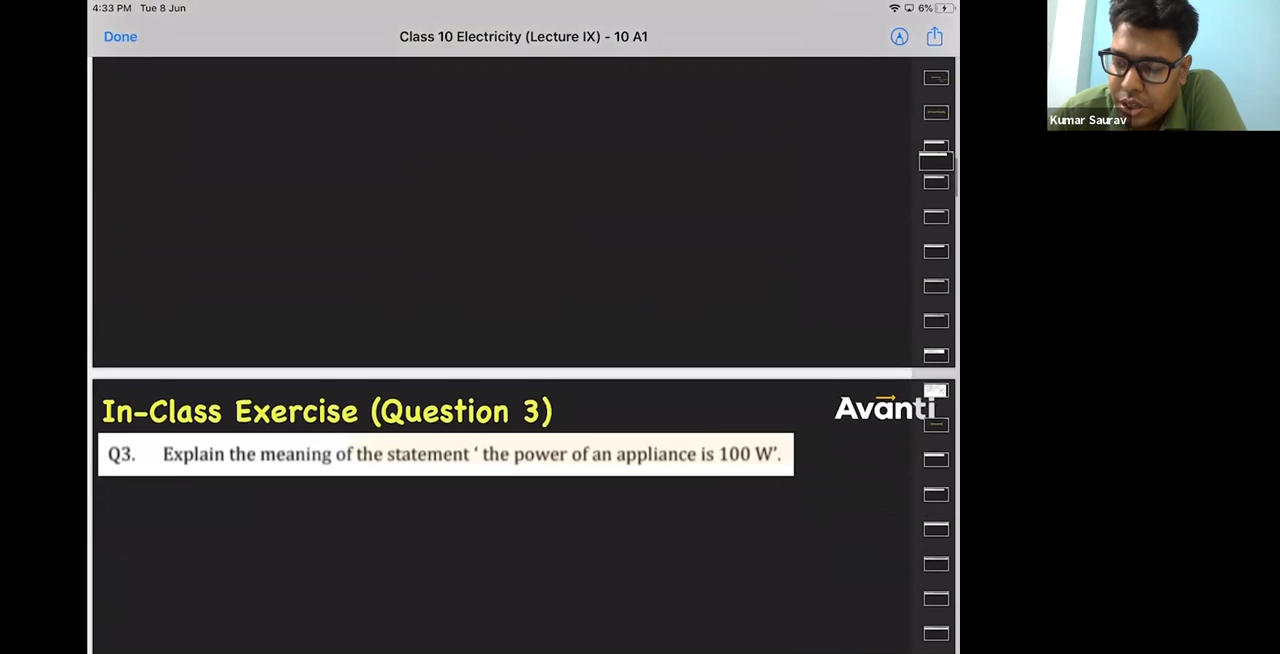 4:33 PM Tue 8 Jun
6%
Done
Class 10 Electricity (Lecture IX) - 10 A1
Kumar Saurav
In-Class Exercise (Question 3)
Avanti
Q3. Explain the meaning of the statement ‘ the power of an appliance is 100 W’.